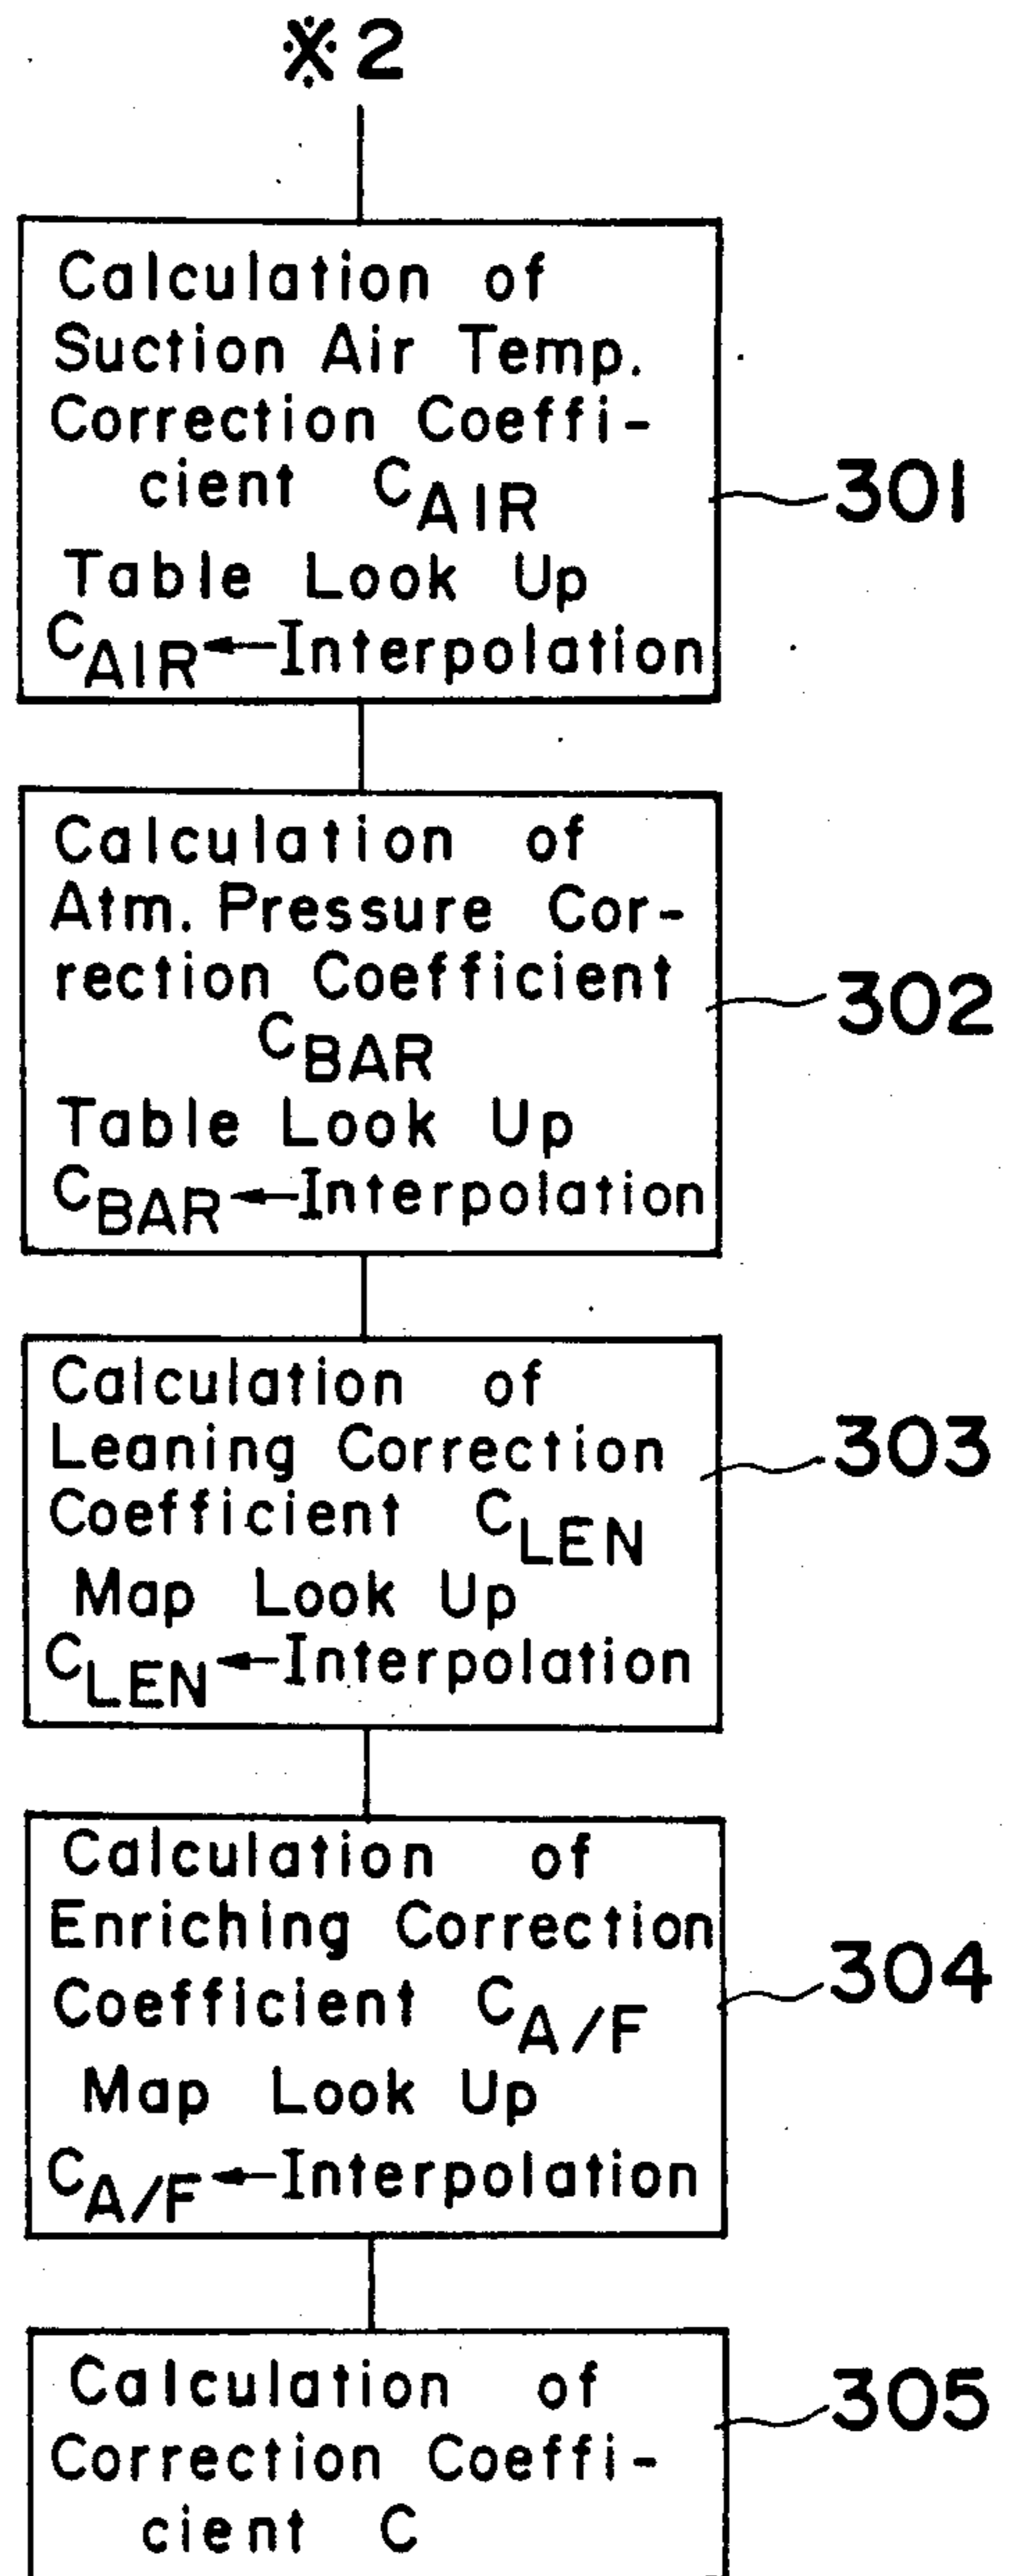 ※2
Calculation of
Suction Air Temp.
Correction Coeffi-
cient C_AIR
Table Look Up
C_AIR←Interpolation
301
Calculation of
Atm. Pressure Cor-
rection Coefficient
C_BAR
Table Look Up
C_BAR←Interpolation
302
Calculation of
Leaning Correction
Coefficient C_LEN
Map Look Up
C_LEN←Interpolation
303
Calculation of
Enriching Correction
Coefficient C_A/F
Map Look Up
C_A/F←Interpolation
304
Calculation of
Correction Coeffi-
cient C
305